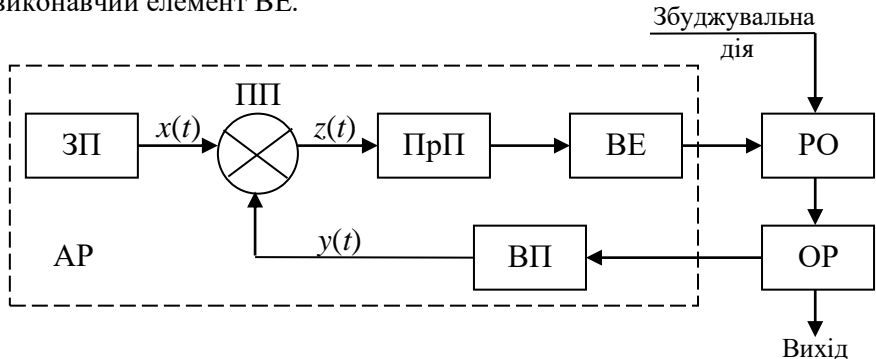 виконавчий елемент ВЕ.
Збуджувальна
дія
ПП
ЗП
x(t)
z(t)
ПрП
ВЕ
РО
АР
y(t)
ВП
ОР
Вихід